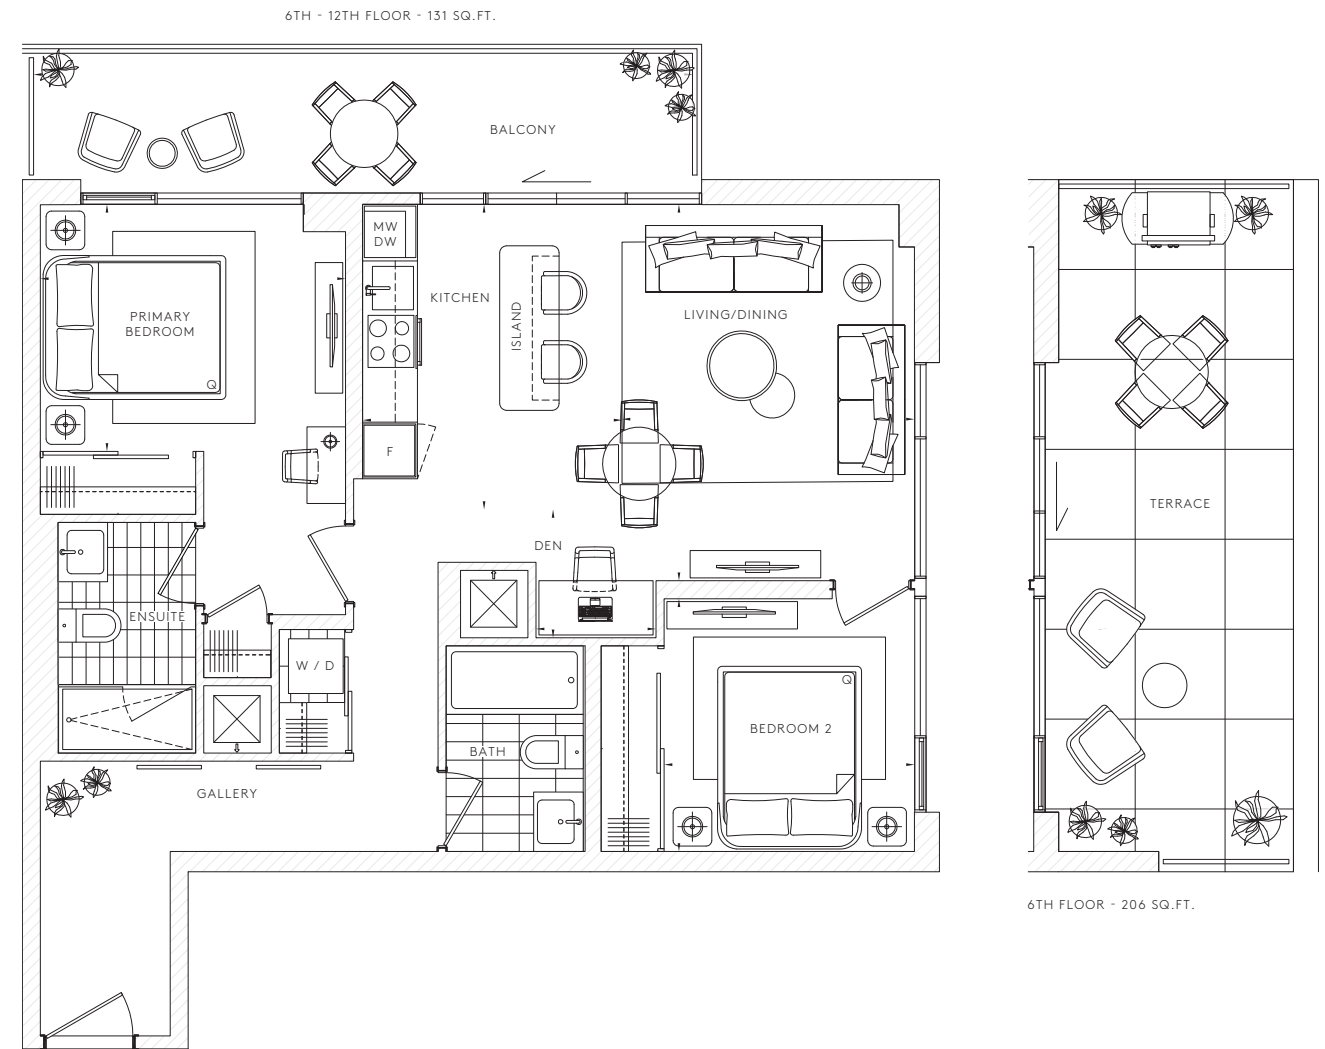 6TH - 12TH FLOOR - 131 SQ.FT.
BALCONY
MW
DW
KITCHEN
ISLAND
LIVING/DINING
PRIMARY
BEDROOM
Q
F
TERRACE
DEN
ENSUITE
W / D
Q
BEDROOM 2
BATH
GALLERY
6TH FLOOR - 206 SQ.FT.